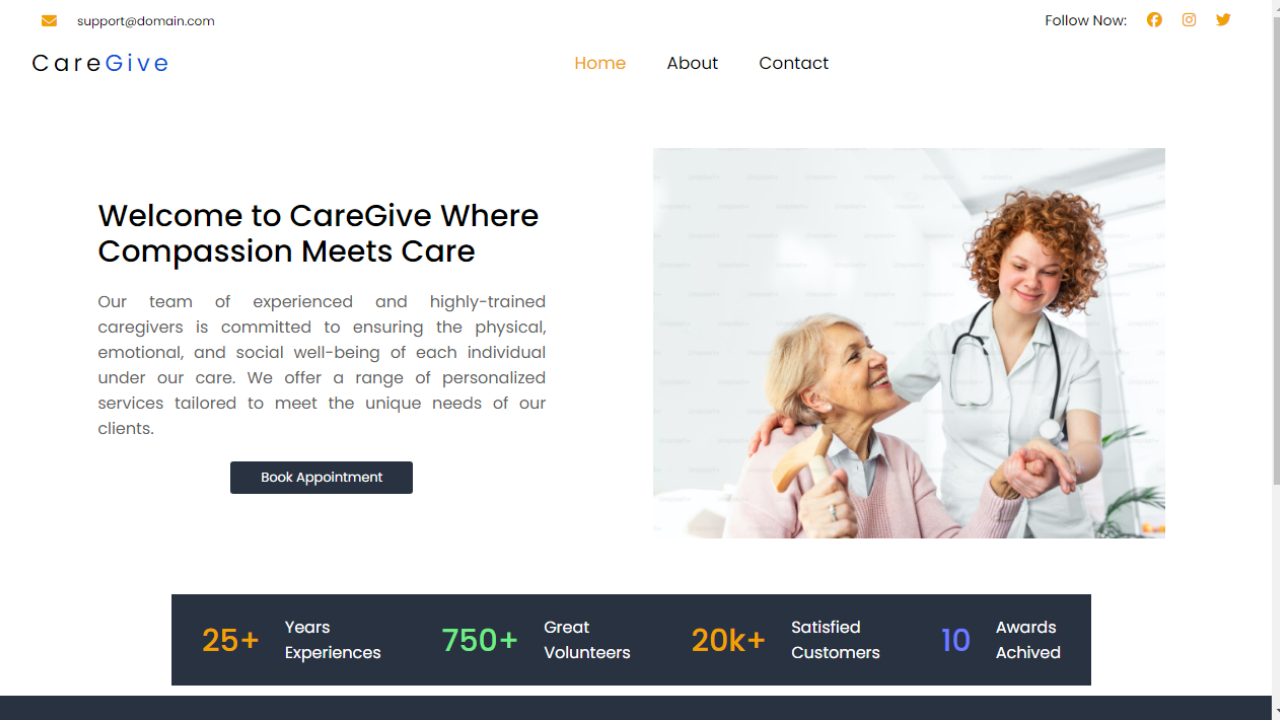 support@domain.com
Follow Now:
CareGive
Home
About
Contact
Welcome to CareGive Where
Compassion Meets Care
Our team of experienced and highly-trained
caregivers is committed to ensuring the physical,
emotional, and social well-being of each individual
under our care. We offer a range of personalized
services tailored to meet the unique needs of our
clients.
Book Appointment
25+
Years
Experiences
750+
Great
Volunteers
20k+
Satisfied
Customers
10
Awards
Achived